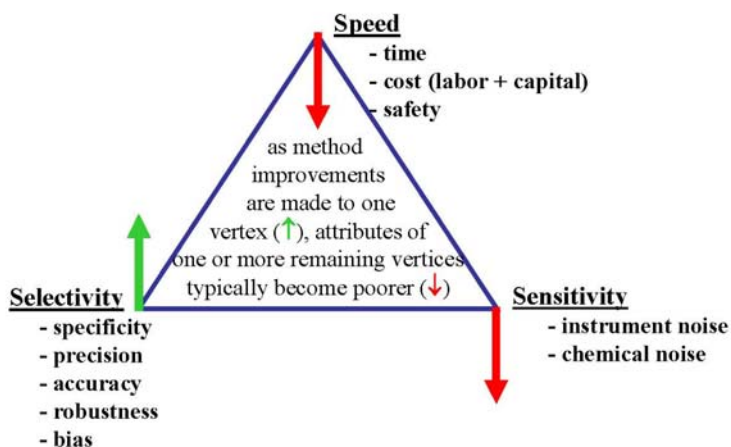 Speed
- time
- cost (labor + capital)
- safety
as method
improvements
are made to one
vertex (↑), attributes of
one or more remaining vertices
typically become poorer (↓)
Selectivity
- specificity
- precision
- accuracy
- robustness
- bias
Sensitivity
- instrument noise
- chemical noise